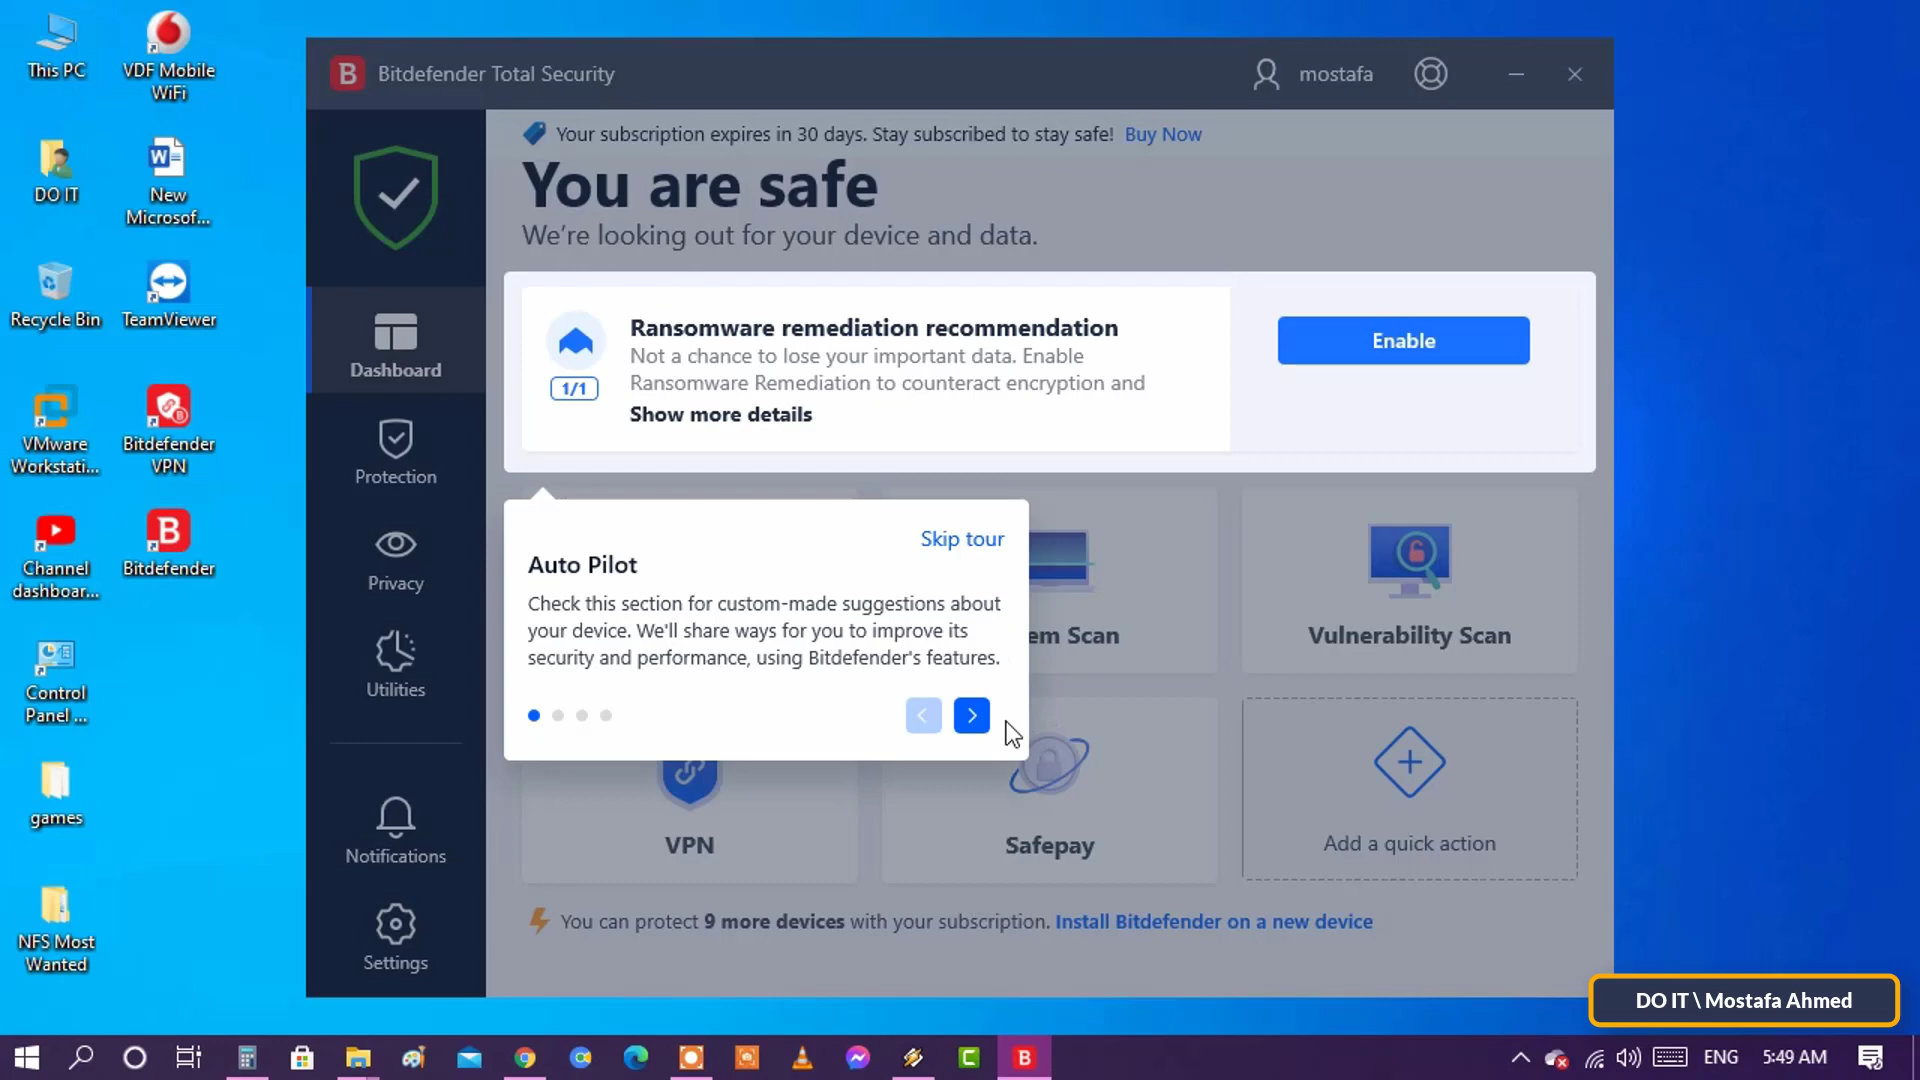 This PC
VDF Mobile
WiFi
DO IT
New
Microsof...
Recycle Bin
TeamViewer
VMware
Workstati...
Bitdefender
VPN
Channel
dashboar...
Bitdefender
Control
Panel ...
games
NFS Most
Wanted
B Bitdefender Total Security
mostafa
Dashboard
Protection
Privacy
Utilities
Notifications
Settings
Your subscription expires in 30 days. Stay subscribed to stay safe! Buy Now
You are safe
We're looking out for your device and data.
Ransomware remediation recommendation
Not a chance to lose your important data. Enable
Ransomware Remediation to counteract encryption and
1/1
Show more details
Enable
Skip tour
Auto Pilot
Check this section for custom-made suggestions about
your device. We'll share ways for you to improve its
security and performance, using Bitdefender's features.
em Scan
Vulnerability Scan
VPN
Safepay
Add a quick action
You can protect 9 more devices with your subscription. Install Bitdefender on a new device
DO IT \ Mostafa Ahmed
ENG
5:49 AM